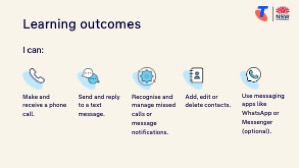 Learning outcomes
I can:
Make and
receive a phone
call.
Send and reply
to a text
message.
Recognise and
manage missed
calls or
message
notifications.
Add, edit or
delete contacts.
Use messaging
apps like
WhatsApp or
Messenger
(optional).